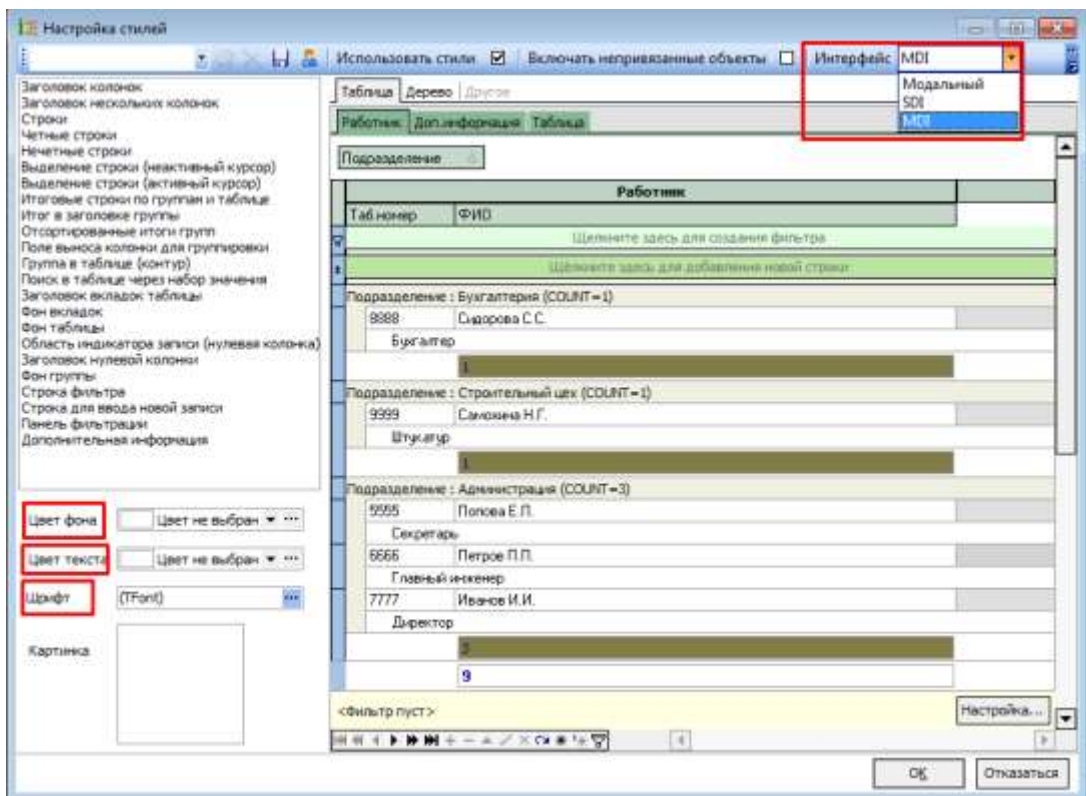 Настройка стилей
Использовать стили Включать непривязанные объекты Интерфейс MDI
Модальный
SDI
MDI
Заголовок колонок
Заголовок нескольких колонок
Строки
Четные строки
Нечетные строки
Выделение строки (неактивный курсор)
Выделение строки (активный курсор)
Итоговые строки по группам и таблице
Итог в заголовке группы
Отсортированные итоги групп
Поле выноса колонки для группировки
Группа в таблице (контур)
Поиск в таблице через набор значения
Заголовок вкладок таблицы
Фон вкладок
Фон таблицы
Область индикатора записи (нулевая колонка)
Заголовок нулевой колонки
Фон группы
Строка фильтра
Строка для ввода новой записи
Панель фильтрации
Дополнительная информация
Цвет фона Цвет не выбран
Цвет текста Цвет не выбран
Шрифт (TFont)
Картинка
Таблица Дерево Другое
Работник Доп.информация Таблица
Подразделение
Работник
Таб.номер ФИО
Щелкните здесь для создания фильтра
Щёлкните здесь для добавления новой строки
Подразделение : Бухгалтерия (COUNT=1)
8888 Сидорова С.С.
Бухгалтер
1
Подразделение : Строительный цех (COUNT=1)
9999 Самохина Н.Г.
Штукатур
1
Подразделение : Администрация (COUNT=3)
5555 Попова Е.П.
Секретарь
6666 Петров П.П.
Главный инженер
7777 Иванов И.И.
Директор
3
9
<Фильтр пуст> Настройка...
OK Отказаться